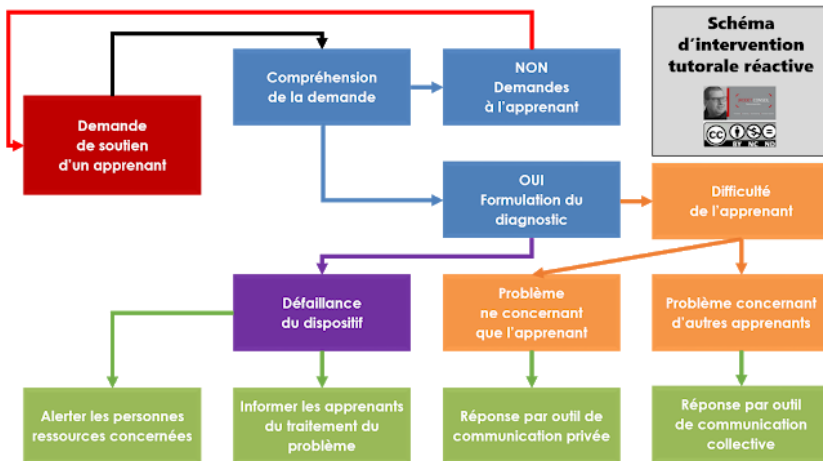 Schéma
d'intervention
tutorale réactive
BY NC ND
Compréhension
de la demande
NON
Demandes
à l'apprenant
Demande
de soutien
d'un apprenant
OUI
Formulation du
diagnostic
Difficulté
de l'apprenant
Défaillance
du dispositif
Problème
ne concernant
que l'apprenant
Problème concernant
d'autres apprenants
Alerter les personnes
ressources concernées
Informer les apprenants
du traitement du
problème
Réponse par outil de
communication privée
Réponse par outil
de communication
collective